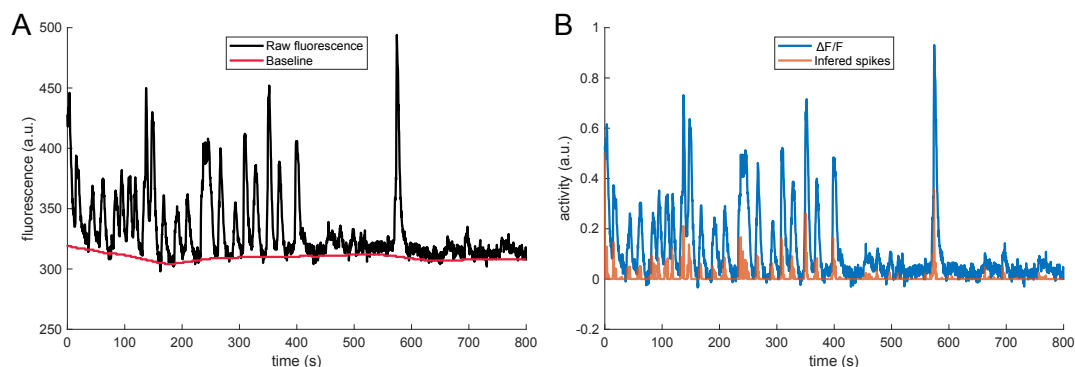 A
500
450
400
350
300
250
fluorescence (a.u.)
Raw fluorescence
Baseline
0 100 200 300 400 500 600 700 800
time (s)
B
1
0.8
0.6
0.4
0.2
0
-0.2
activity (a.u.)
ΔF/F
Infered spikes
0 100 200 300 400 500 600 700 800
time (s)